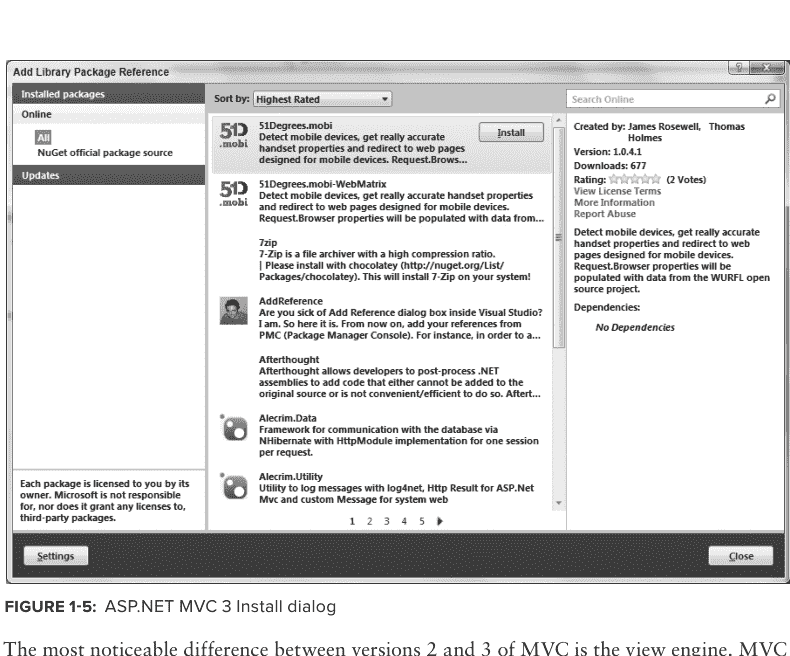 Add Library Package Reference
Installed packages
Online
All
NuGet official package source
Updates
Each package is licensed to you by its
owner. Microsoft is not responsible
for, nor does it grant any licenses to,
third-party packages.
Settings
Sort by: Highest Rated
51D
.mobi
51Degrees.mobi
Detect mobile devices, get really accurate
handset properties and redirect to web pages
designed for mobile devices. Request.Brows...
Install
51D
.mobi
51Degrees.mobi-WebMatrix
Detect mobile devices, get really accurate handset properties
and redirect to web pages designed for mobile devices.
Request.Browser properties will be populated with data from...
7zip
7-Zip is a file archiver with a high compression ratio.
| Please install with chocolatey (http://nuget.org/List/
Packages/chocolatey). This will install 7-Zip on your system!
AddReference
Are you sick of Add Reference dialog box inside Visual Studio?
I am. So here it is. From now on, add your references from
PMC (Package Manager Console). For instance, in order to a...
Afterthought
Afterthought allows developers to post-process .NET
assemblies to add code that either cannot be added to the
original source or is not convenient/efficient to do so. Aftert...
Alecrim.Data
Framework for communication with the database via
NHibernate with HttpModule implementation for one session
per request.
Alecrim.Utility
Utility to log messages with log4net, Http Result for ASP.Net
Mvc and custom Message for system web
1 2 3 4 5
Search Online
Created by: James Rosewell, Thomas
Holmes
Version: 1.0.4.1
Downloads: 677
Rating: (2 Votes)
View License Terms
More Information
Report Abuse
Detect mobile devices, get really accurate
handset properties and redirect to web
pages designed for mobile devices.
Request.Browser properties will be
populated with data from the WURFL open
source project.
Dependencies:
No Dependencies
Close
FIGURE 1-5: ASP.NET MVC 3 Install dialog
The most noticeable difference between versions 2 and 3 of MVC is the view engine. MVC